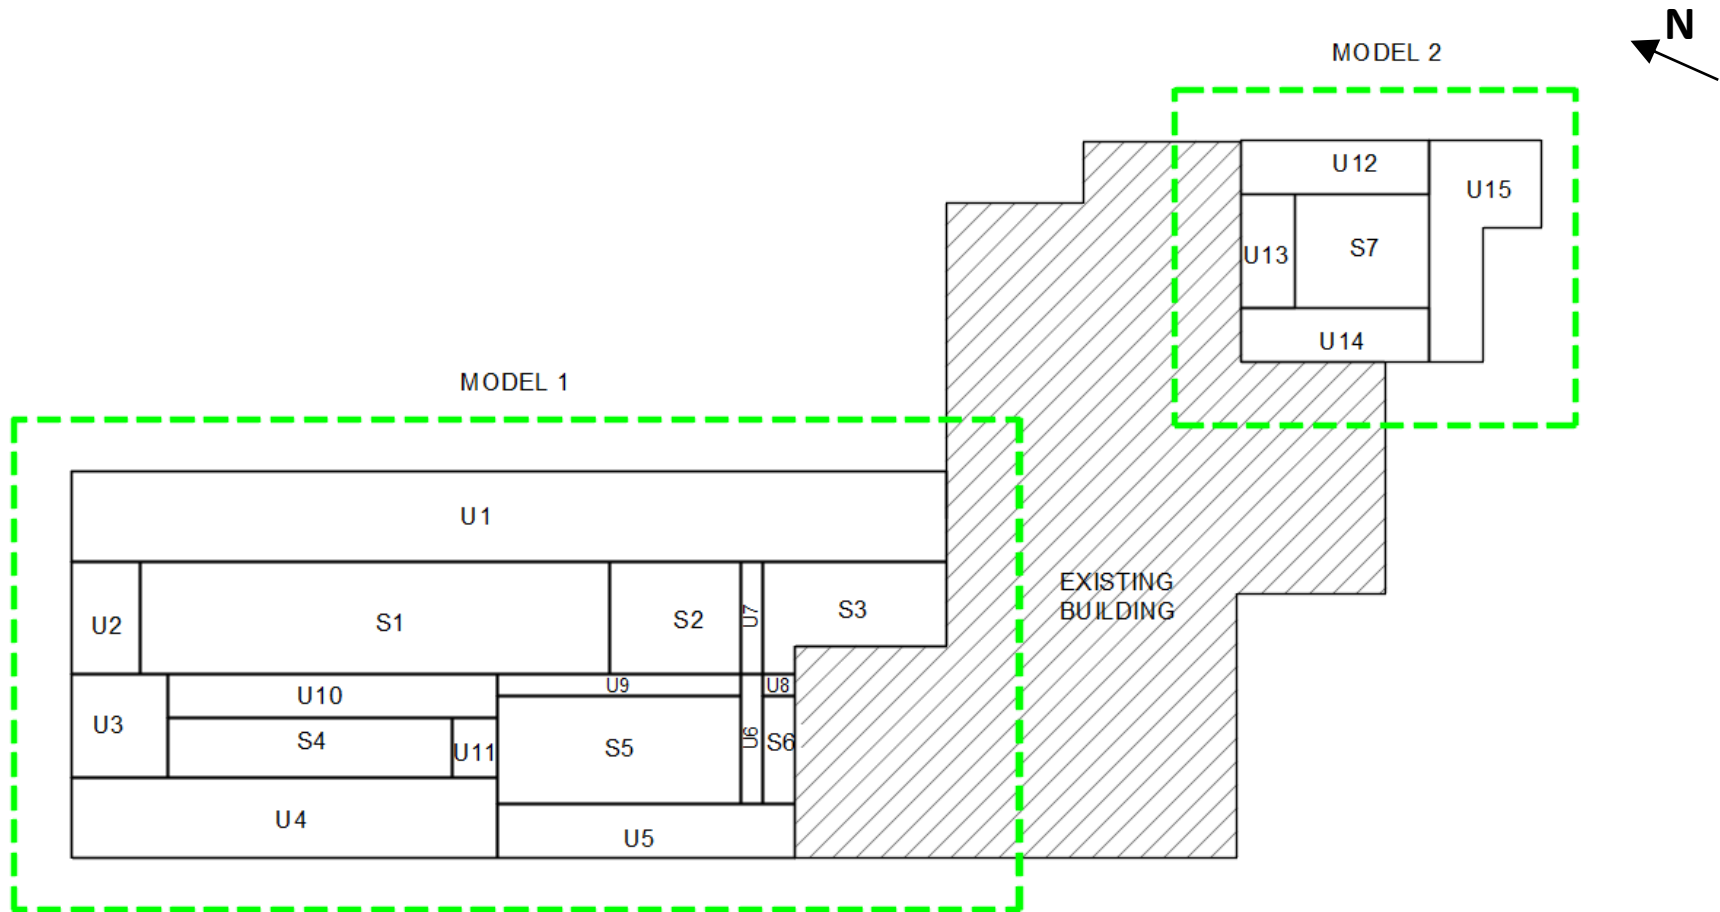 N
MODEL 2
U12
U15
U13
S7
U14
MODEL 1
U1
U2
S1
S2
U7
S3
EXISTING
BUILDING
U3
U10
U9
U8
S4
U11
S5
U6
S6
U4
U5